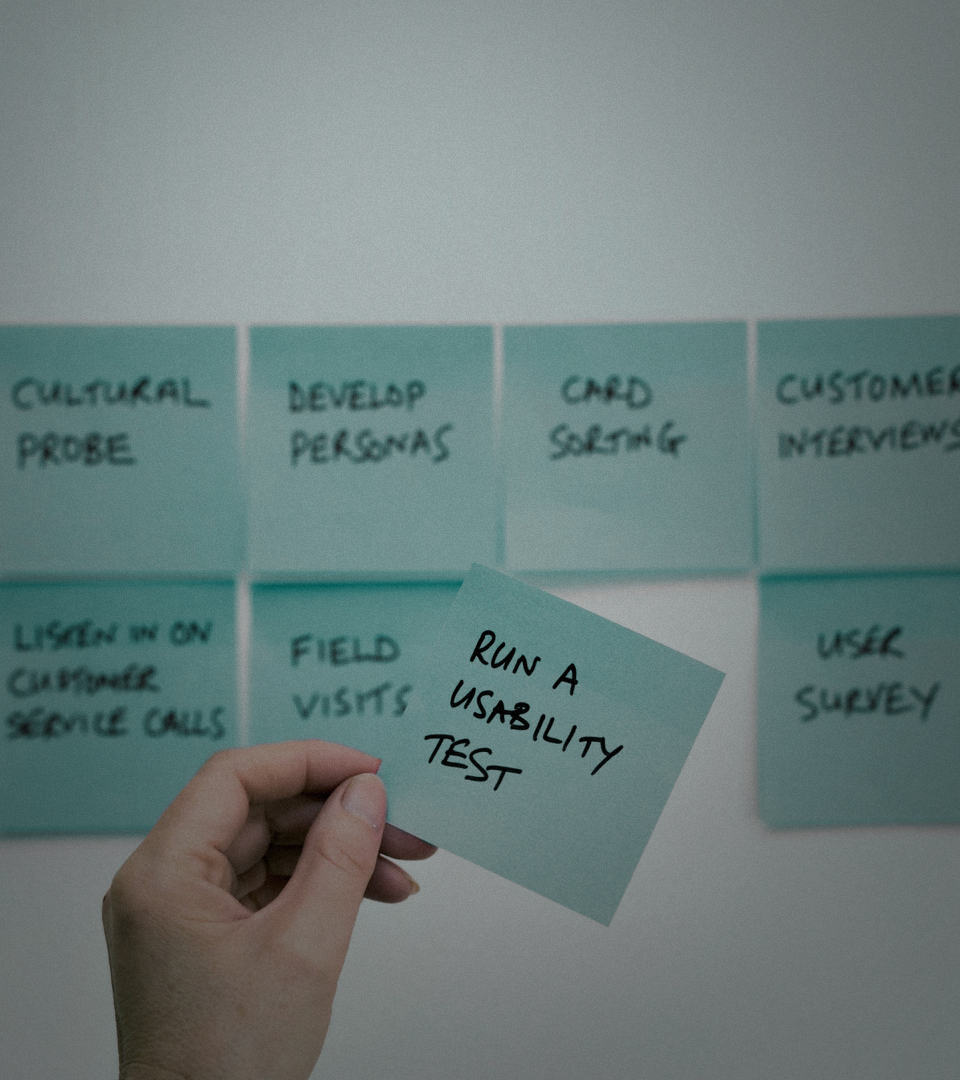 CULTURAL
PROBE
DEVELOP
PERSONAS
CARD
SORTING
CUSTOMER
INTERVIEWS
LISTEN IN ON
CUSTOMER
SERVICE CALLS
FIELD
VISITS
RUN A
USABILITY
TEST
USER
SURVEY